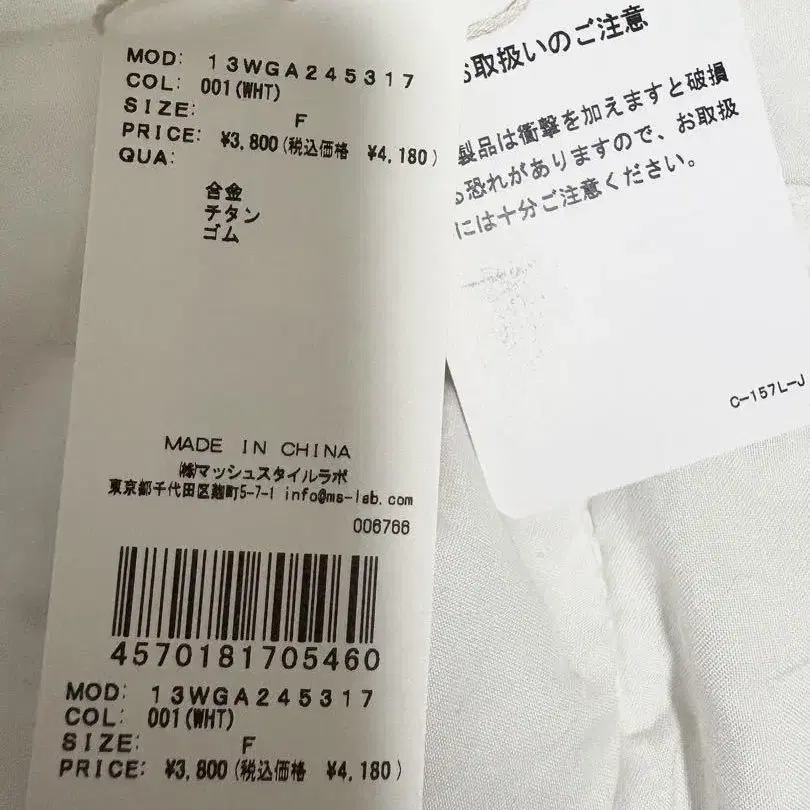 MOD: 13WGA245317
COL: 001(WHT)
SIZE: F
PRICE: ¥3,800(税込価格 ¥4,180)
QUA:
合金
チタン
ゴム
MADE IN CHINA
㈱マッシュスタイルラボ
東京都千代田区麹町5-7-1 info@ms-lab.com
006766
4570181705460
MOD: 13WGA245317
COL: 001(WHT)
SIZE: F
PRICE: ¥3,800(税込価格 ¥4,180)
お取扱いのご注意
製品は衝撃を加えますと破損
る恐れがありますので、お取扱
には十分ご注意ください。
C-157L-J